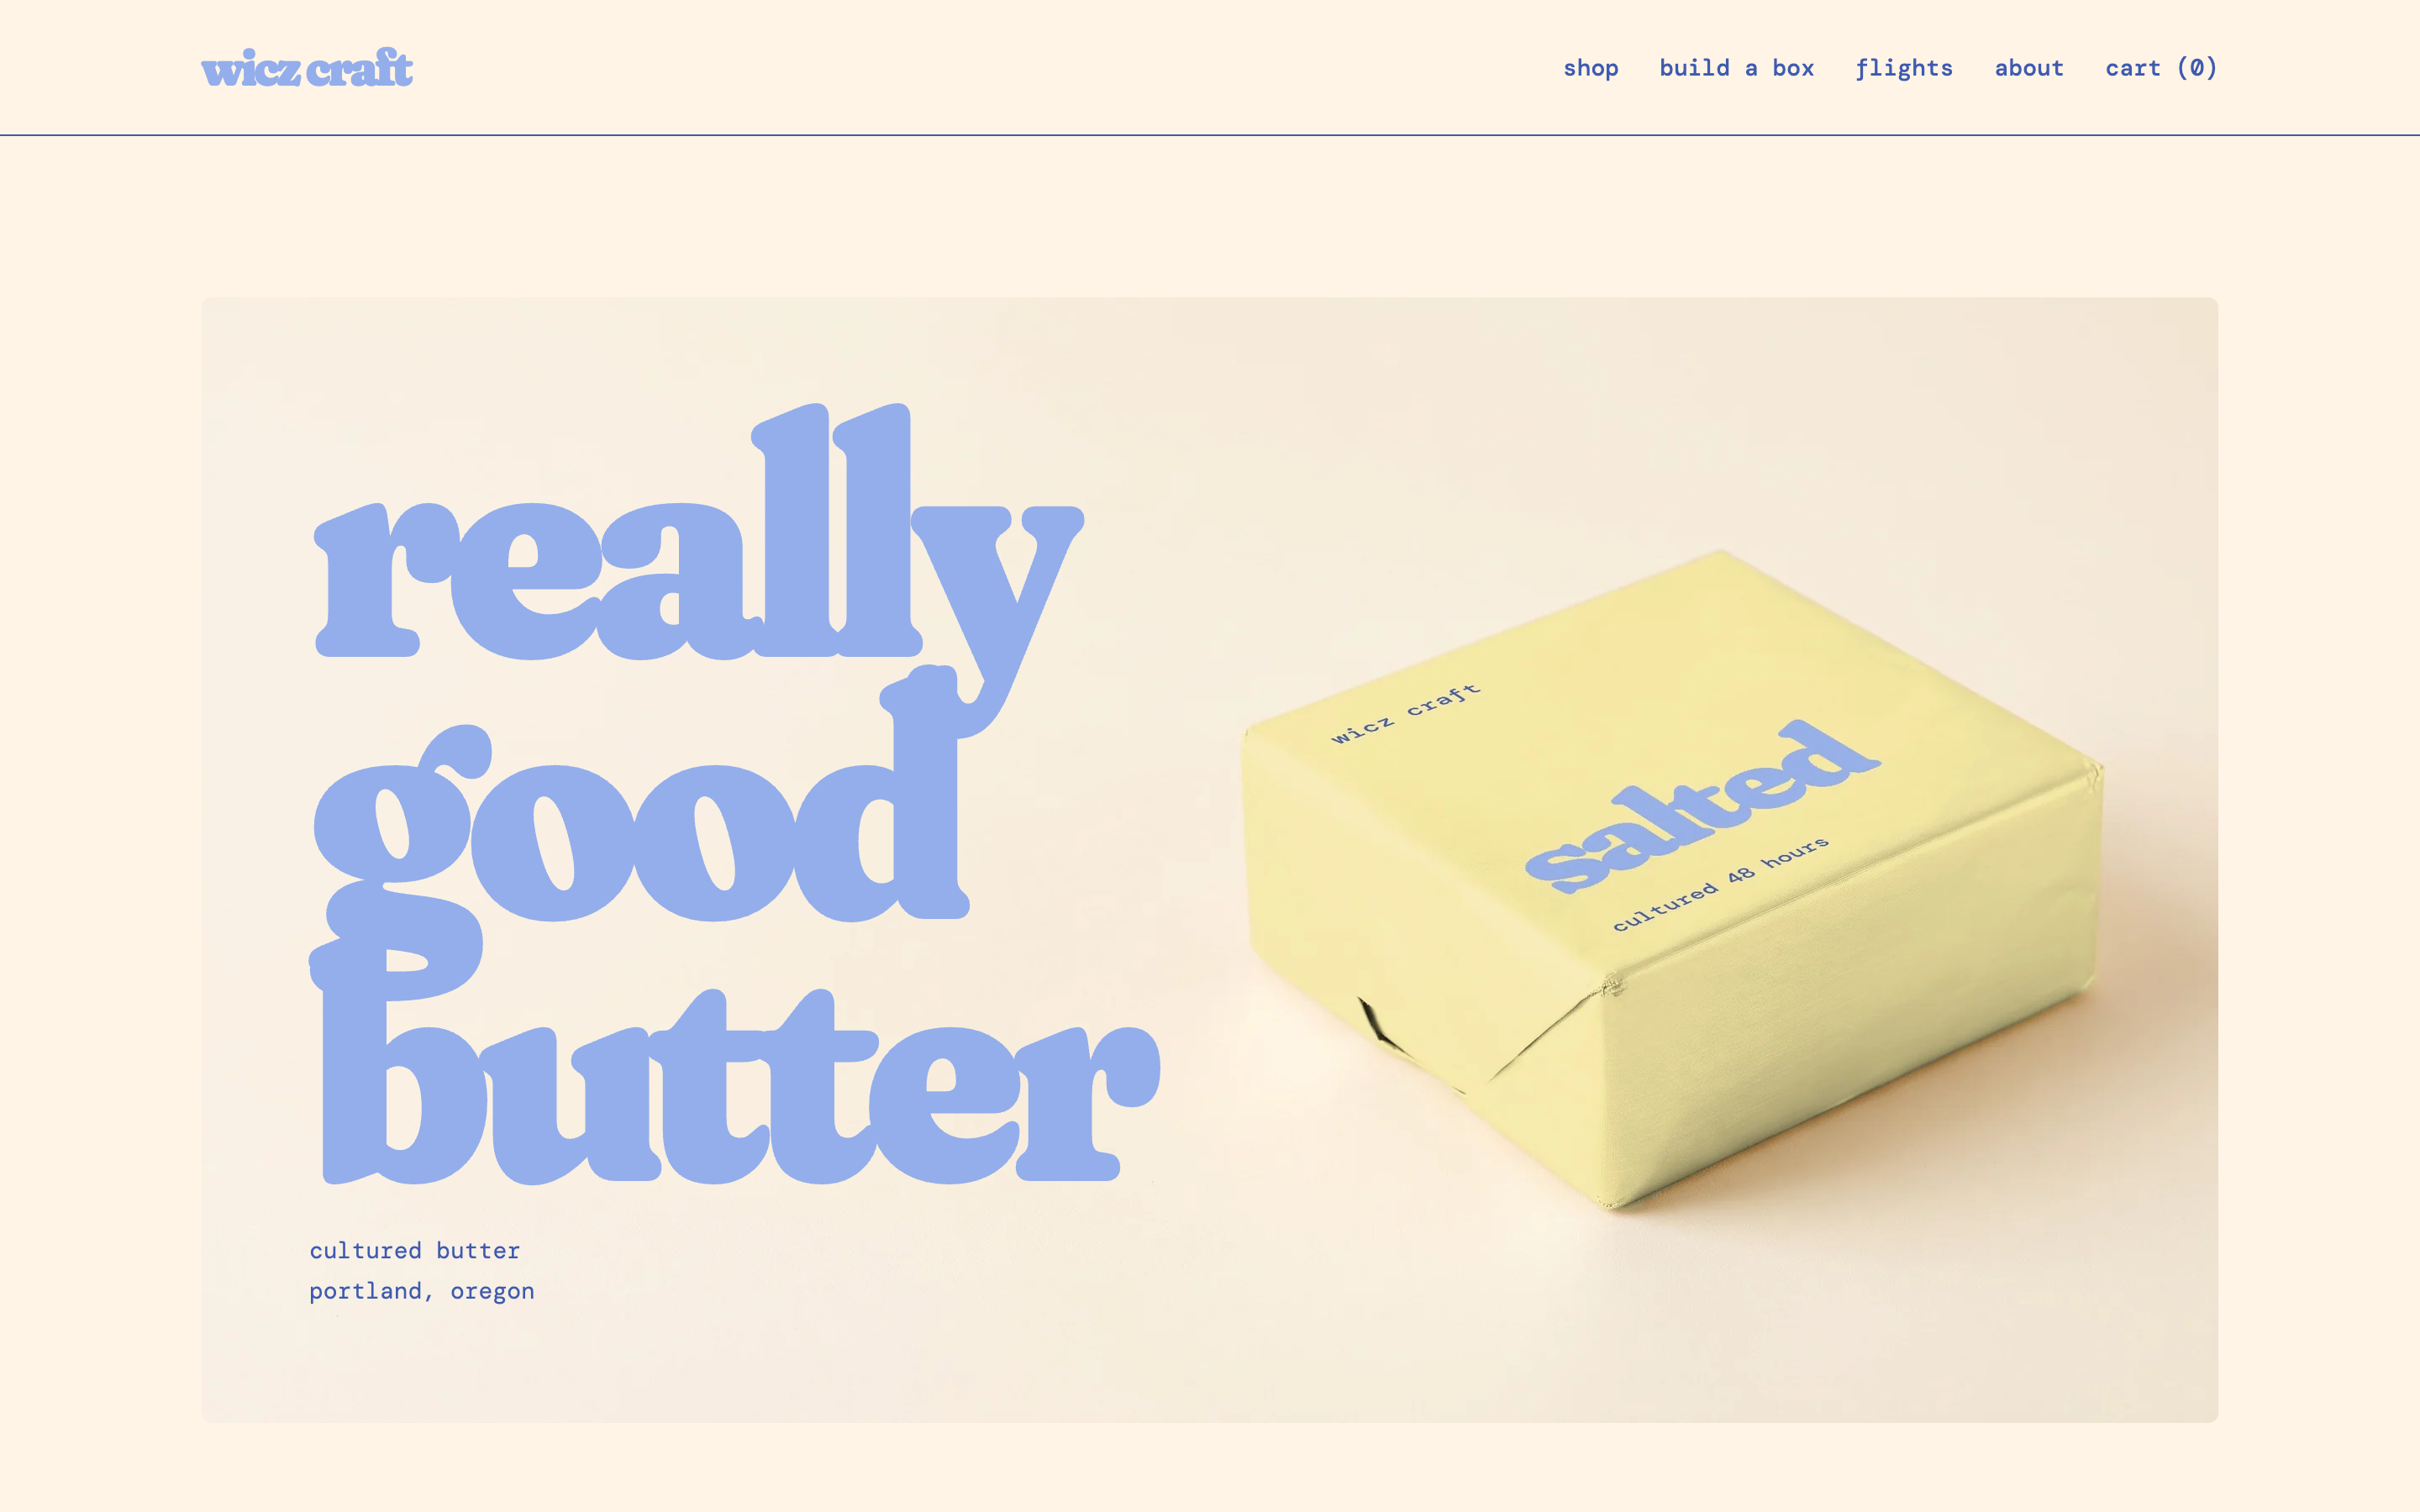 wicz craft
shop build a box flights about cart (0)
really
good
butter
cultured butter
portland, oregon
wicz craft
salted
cultured 48 hours